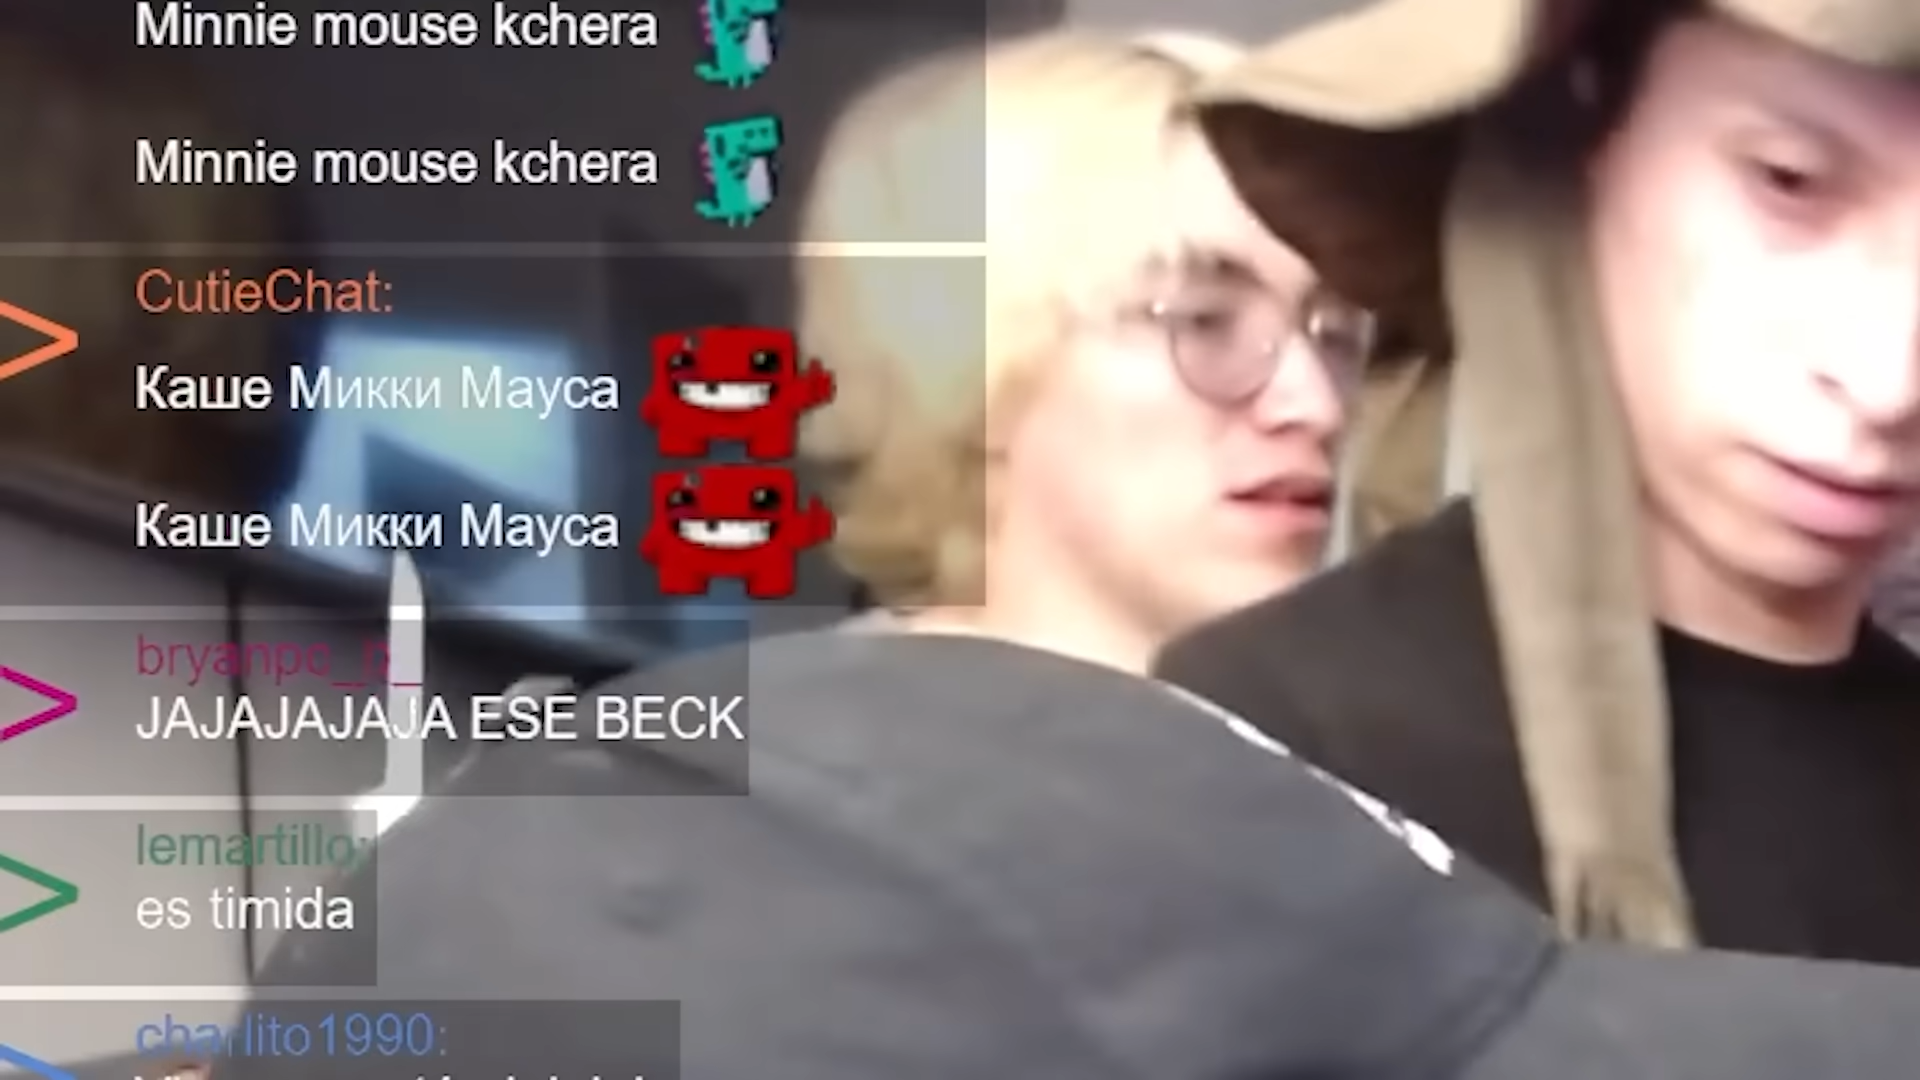 Minnie mouse kchera
Minnie mouse kchera
CutieChat:
Каше Микки Мауса
Каше Микки Мауса
JAJAJAJAJA ESE BECK
lemartillo:
es timida
charlito1990: